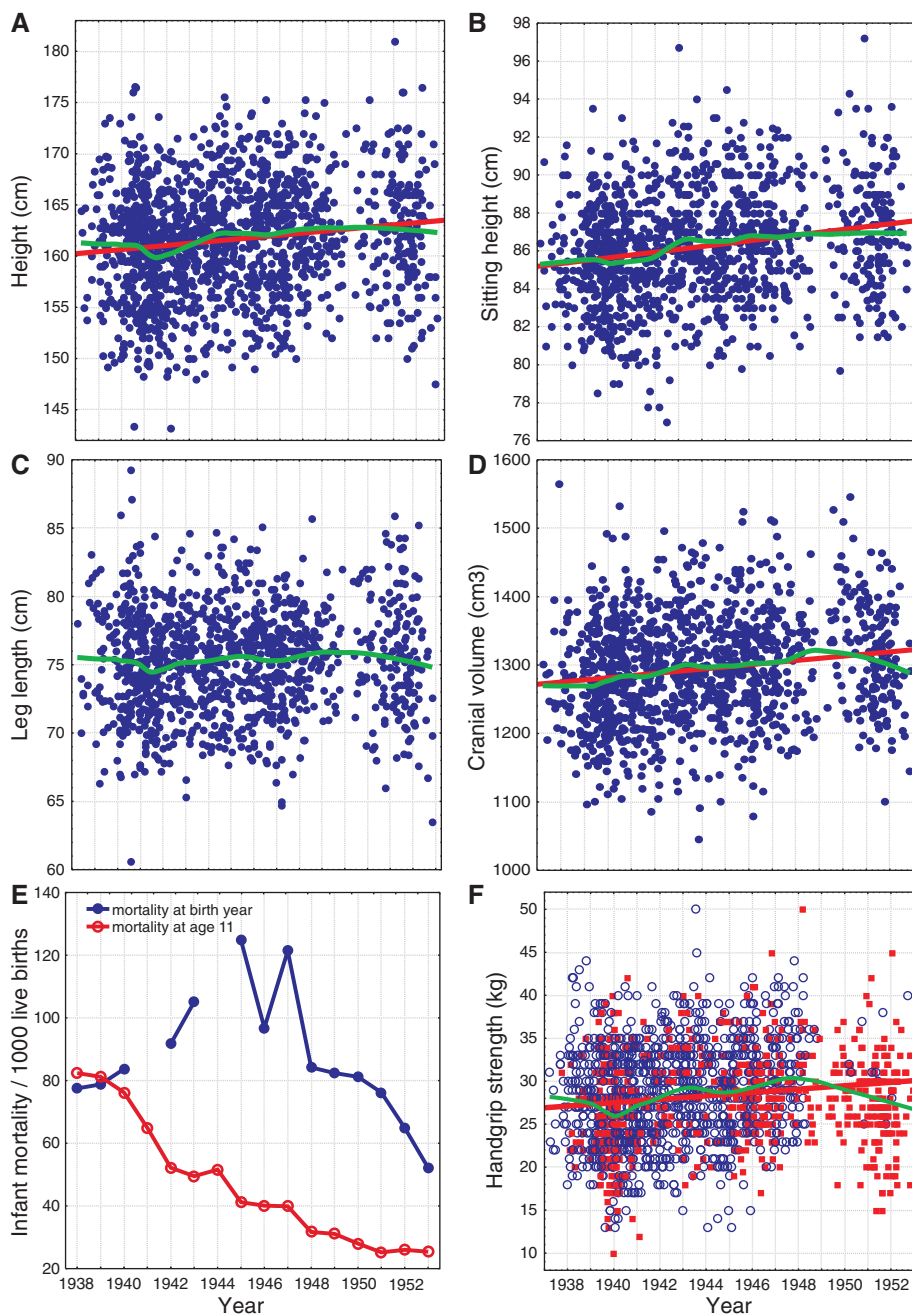 A
180
175
170
165
160
155
150
145
Height (cm)
B
98
96
94
92
90
88
86
84
82
80
78
76
Sitting height (cm)
C
90
85
80
75
70
65
60
Leg length (cm)
D
1600
1500
1400
1300
1200
1100
1000
Cranial volume (cm3)
E
140
120
100
80
60
40
20
Infant mortality / 1000 live births
mortality at birth year
mortality at age 11
1938 1940 1942 1944 1946 1948 1950 1952
Year
F
50
45
40
35
30
25
20
15
10
Handgrip strength (kg)
1938 1940 1942 1944 1946 1948 1950 1952
Year